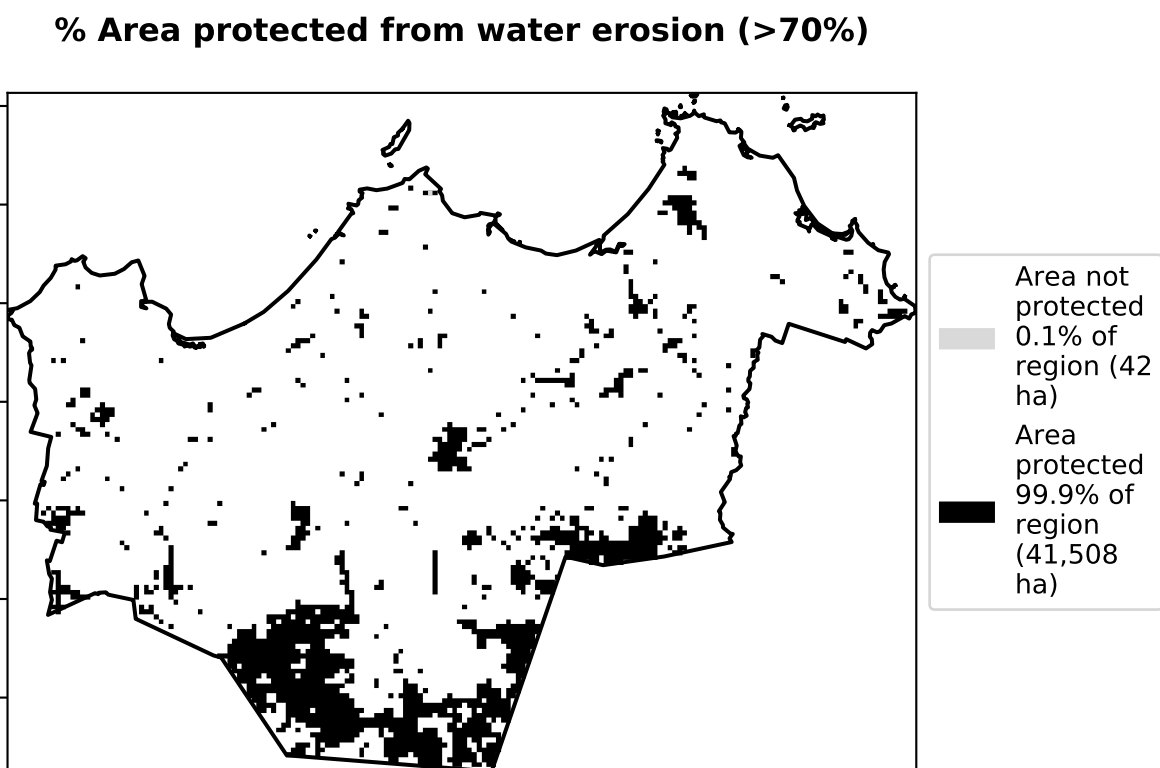 % Area protected from water erosion (>70%)
Area not
protected
0.1% of
region (42
ha)
Area
protected
99.9% of
region
(41,508
ha)